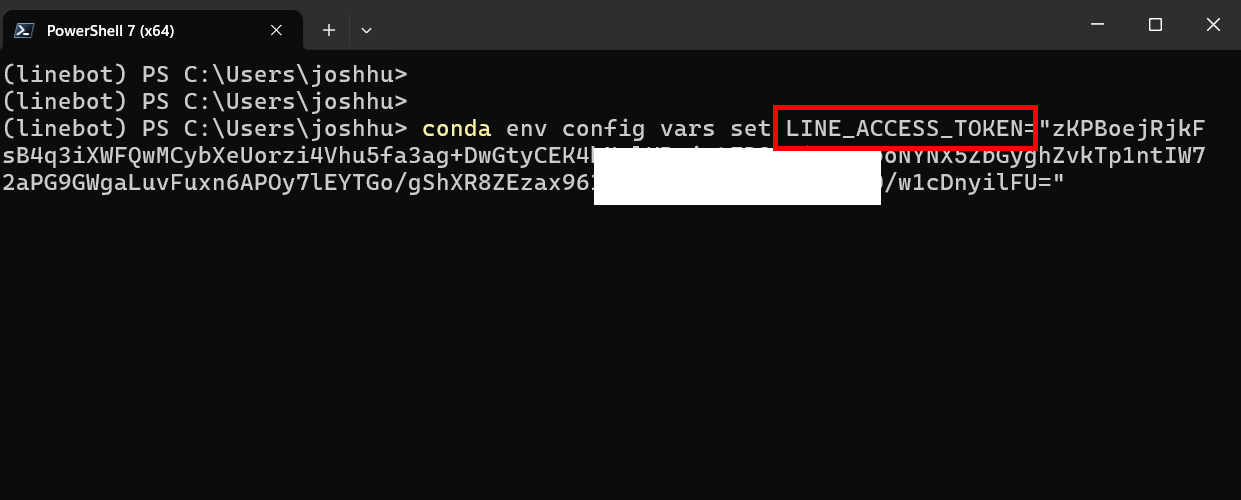 PowerShell 7 (x64)
(linebot) PS C:\Users\joshhu>
(linebot) PS C:\Users\joshhu>
(linebot) PS C:\Users\joshhu> conda env config vars set LINE_ACCESS_TOKEN="zKPBoejRjkF
sB4q3iXWFQwMCybXeUorzi4Vhu5fa3ag+DwGtyCEK4 NYNX5ZbGyghZvkTp1ntIW7
2aPG9GWgaLuvFuxn6APOy7lEYTGo/gShXR8ZEzax96 /w1cDnyilFU="